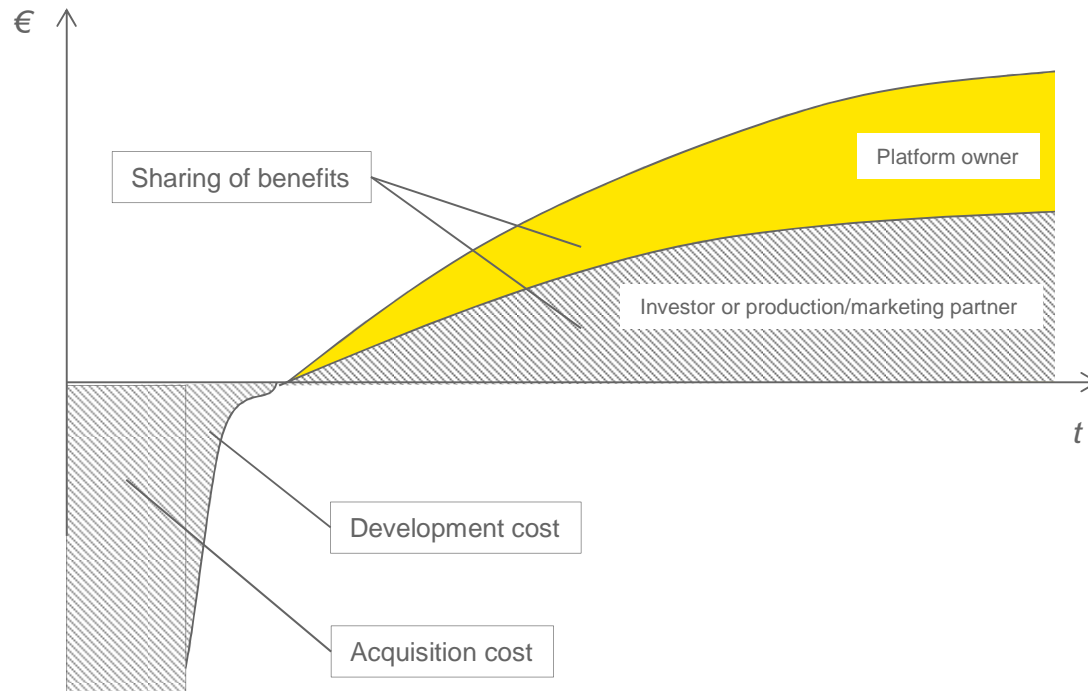 €
Platform owner
Sharing of benefits
Investor or production/marketing partner
t
Development cost
Acquisition cost